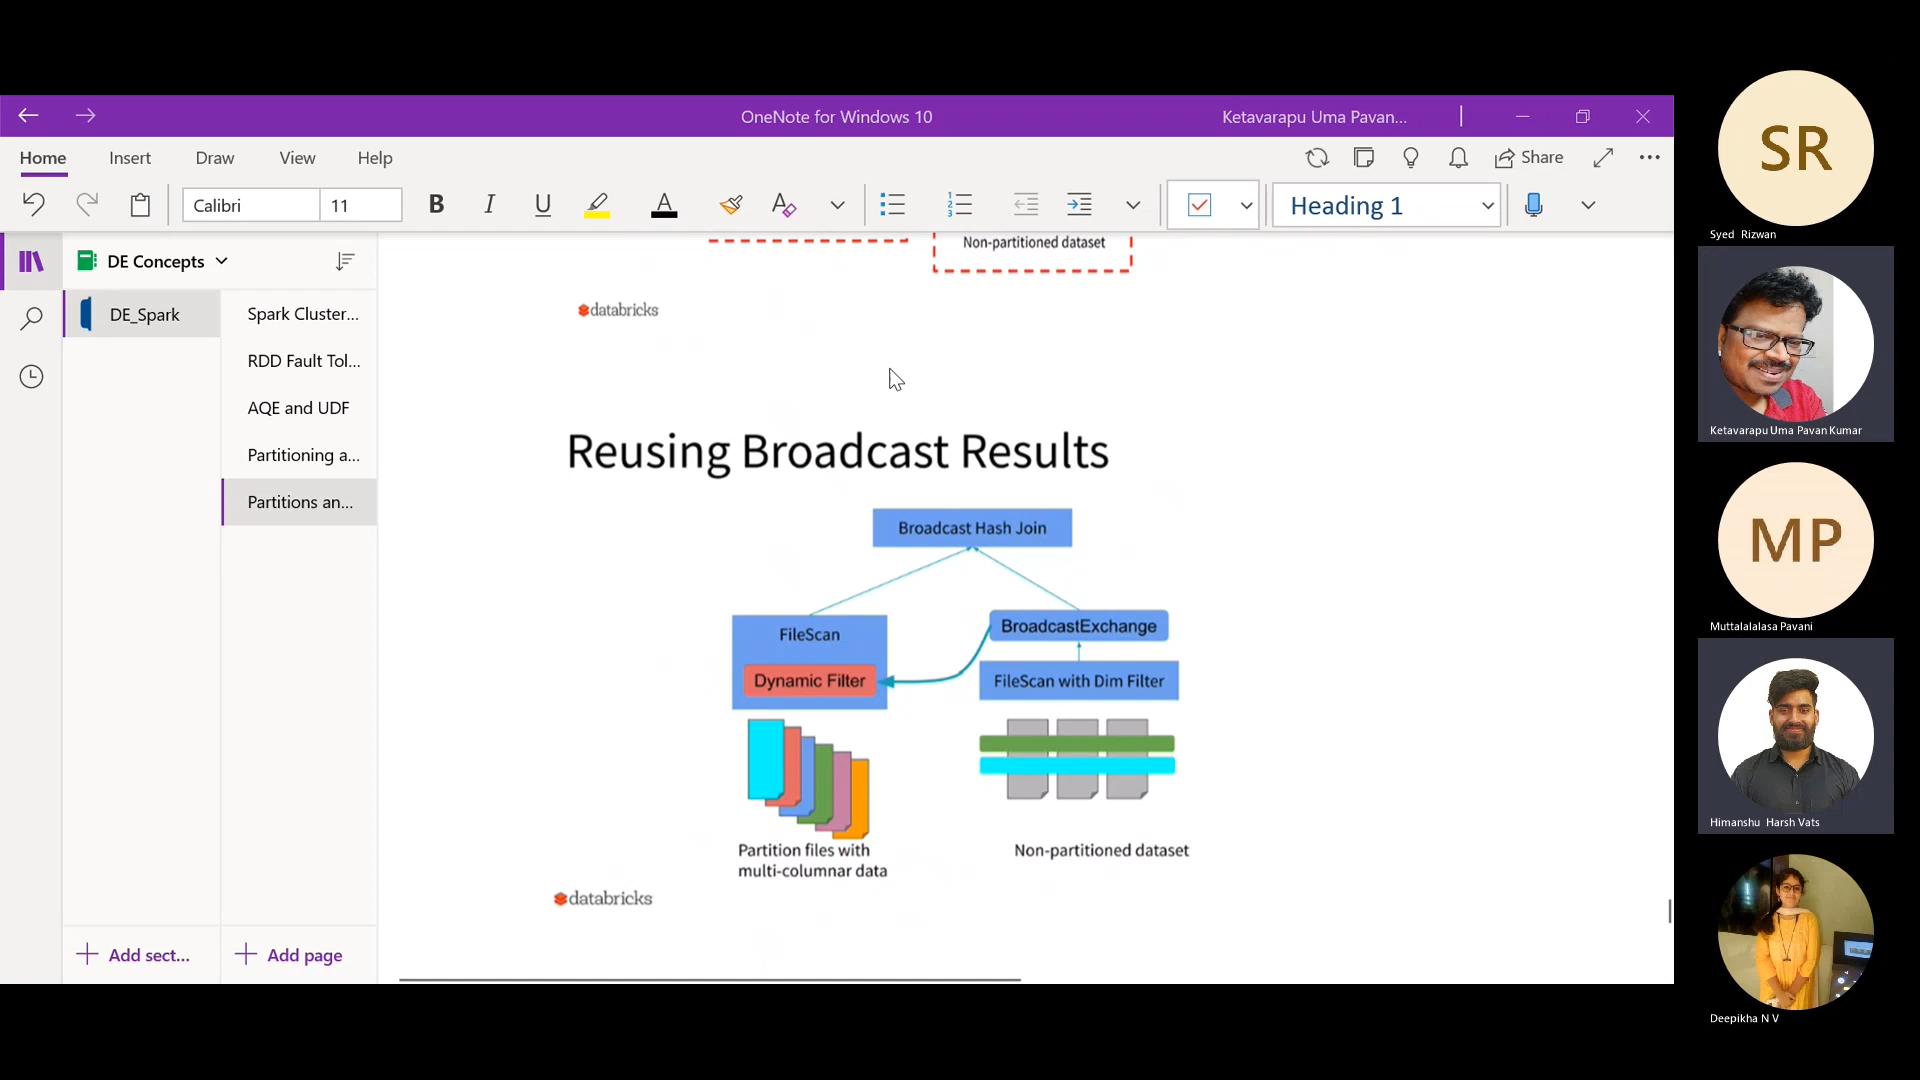 OneNote for Windows 10
Ketavarapu Uma Pavan...
Home
Insert
Draw
View
Help
Share
Calibri
11
B
I
U
A
A
1
2
3
Heading 1
DE Concepts
DE_Spark
Spark Cluster...
RDD Fault Tol...
AQE and UDF
Partitioning a...
Partitions an...
Add sect...
Add page
Non-partitioned dataset
databricks
Reusing Broadcast Results
Broadcast Hash Join
FileScan
Dynamic Filter
BroadcastExchange
FileScan with Dim Filter
Partition files with
multi-columnar data
Non-partitioned dataset
databricks
SR
Syed Rizwan
Ketavarapu Uma Pavan Kumar
MP
Muttalalalasa Pavani
Himanshu Harsh Vats
Deepikha N V